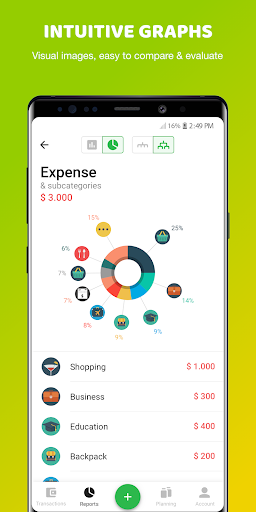 INTUITIVE GRAPHS
Visual images, easy to compare & evaluate
16% 2:49 PM
Expense
& subcategories
$ 3.000
15%
25%
6%
7%
7%
14%
8%
9%
9%
Shopping $ 1.000
Business $ 300
Education $ 400
Backpack $ 200
Transactions Reports + Planning Account